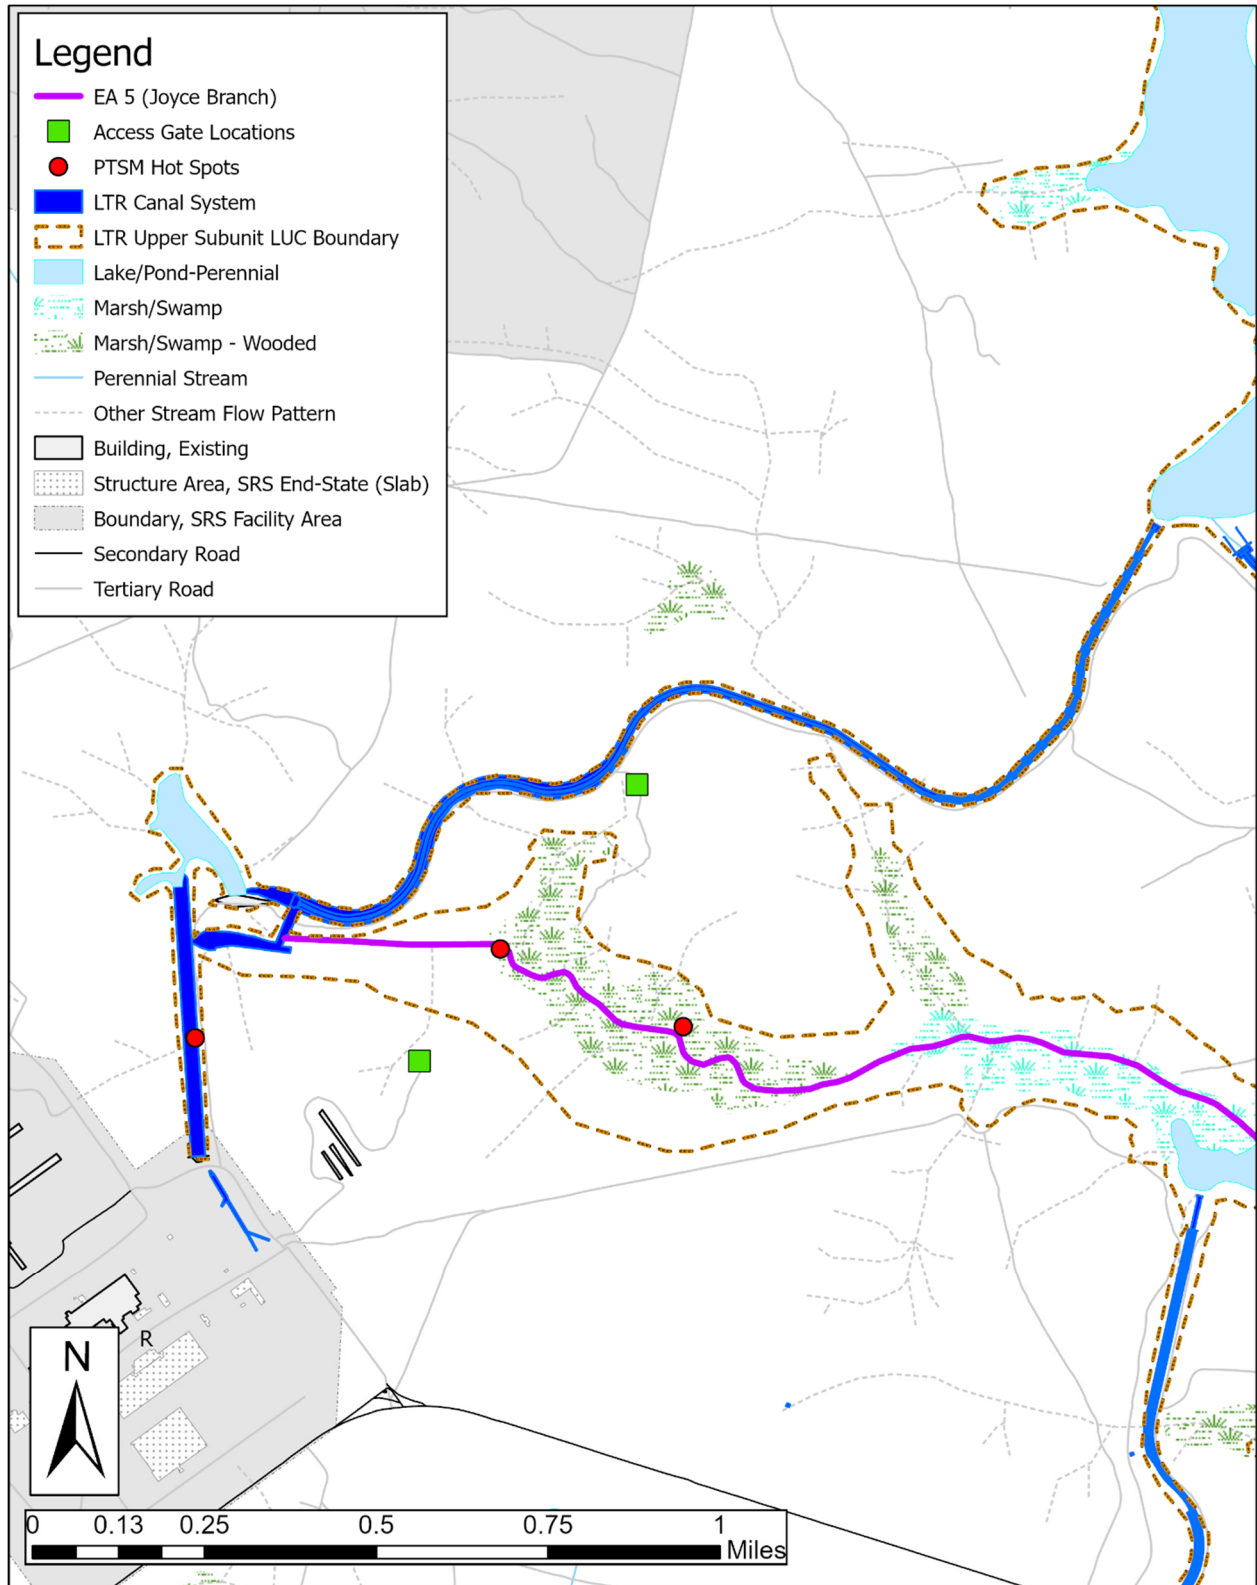 Legend
EA 5 (Joyce Branch)
Access Gate Locations
PTSM Hot Spots
LTR Canal System
LTR Upper Subunit LUC Boundary
Lake/Pond-Perennial
Marsh/Swamp
Marsh/Swamp - Wooded
Perennial Stream
Other Stream Flow Pattern
Building, Existing
Structure Area, SRS End-State (Slab)
Boundary, SRS Facility Area
Secondary Road
Tertiary Road
R
N
0 0.13 0.25 0.5 0.75 1
Miles